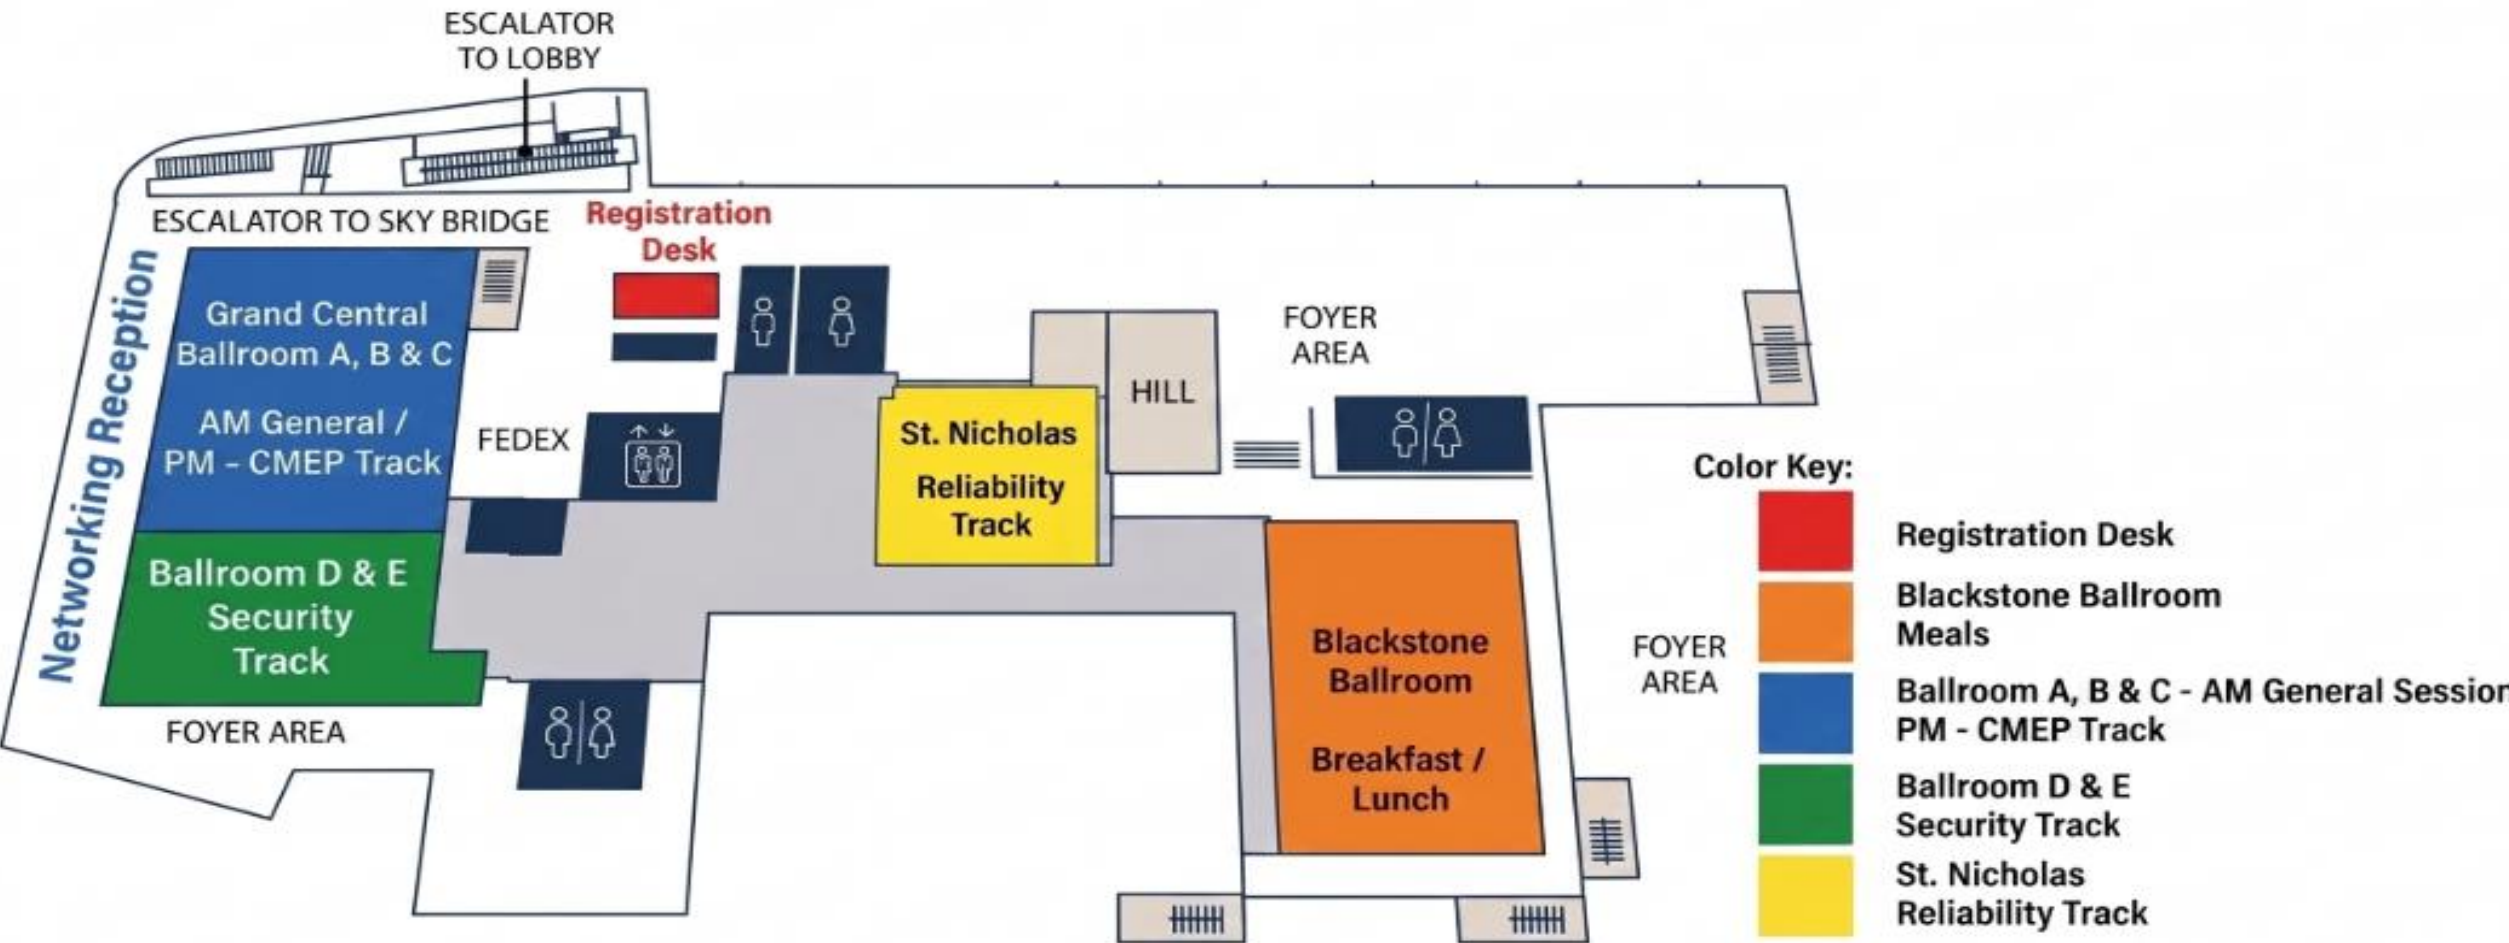 ESCALATOR
TO LOBBY
ESCALATOR TO SKY BRIDGE
Registration
Desk
Networking Reception
Grand Central
Ballroom A, B & C
AM General /
PM - CMEP Track
FEDEX
St. Nicholas
Reliability
Track
HILL
FOYER
AREA
Ballroom D & E
Security
Track
FOYER AREA
Blackstone
Ballroom
Breakfast /
Lunch
FOYER
AREA
Color Key:
Registration Desk
Blackstone Ballroom
Meals
Ballroom A, B & C - AM General Session
PM - CMEP Track
Ballroom D & E
Security Track
St. Nicholas
Reliability Track